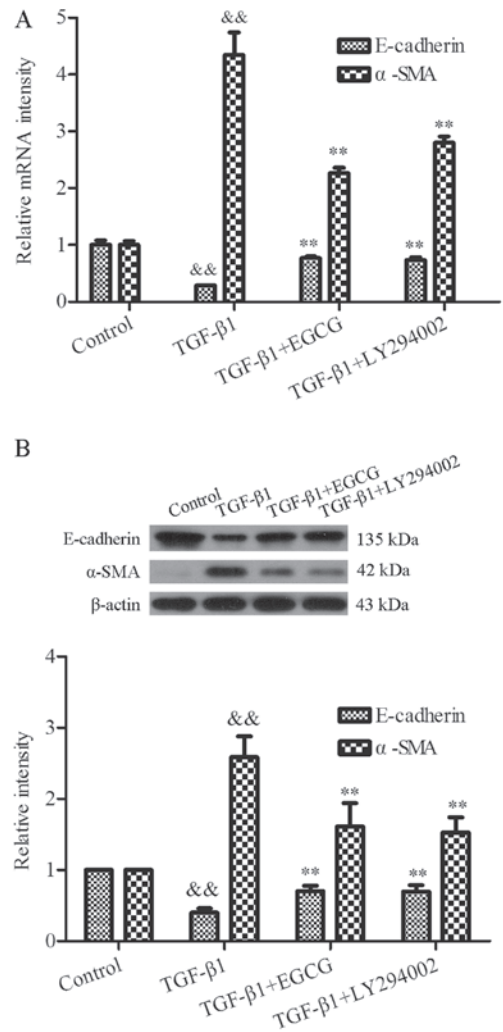 A
Relative mRNA intensity
5
4
3
2
1
0
E-cadherin
α -SMA
&&
&&
**
**
**
**
Control
TGF-β1
TGF-β1+EGCG
TGF-β1+LY294002
B
Control
TGF-β1
TGF-β1+EGCG
TGF-β1+LY294002
E-cadherin 135 kDa
α-SMA 42 kDa
β-actin 43 kDa
Relative intensity
4
3
2
1
0
E-cadherin
α -SMA
&&
&&
**
**
**
**
Control
TGF-β1
TGF-β1+EGCG
TGF-β1+LY294002